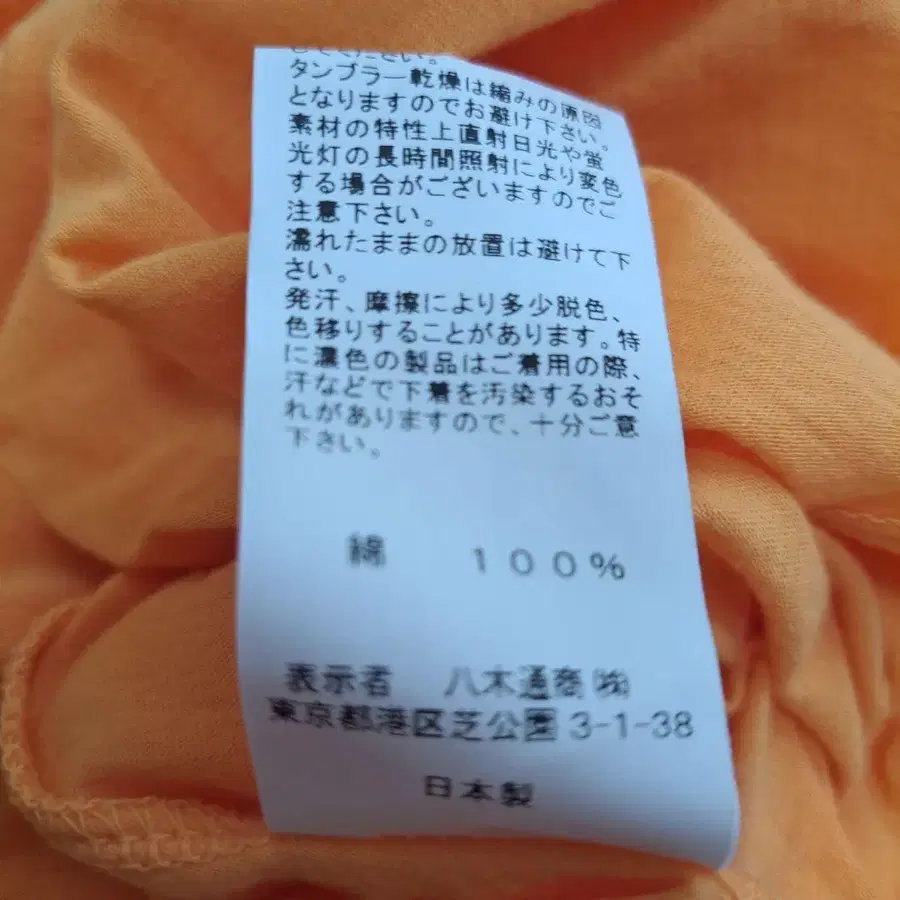 してください。
タンブラー乾燥は縮みの原因
となりますのでお避け下さい。
素材の特性上直射日光や蛍
光灯の長時間照射により変色
する場合がございますのでご
注意下さい。
濡れたままの放置は避けて下
さい。
発汗、摩擦により多少脱色、
色移りすることがあります。特
に濃色の製品はご着用の際、
汗などで下着を汚染するおそ
れがありますので、十分ご意
下さい。
綿 100%
表示者 八木通商㈱
東京都港区芝公園3-1-38
日本製